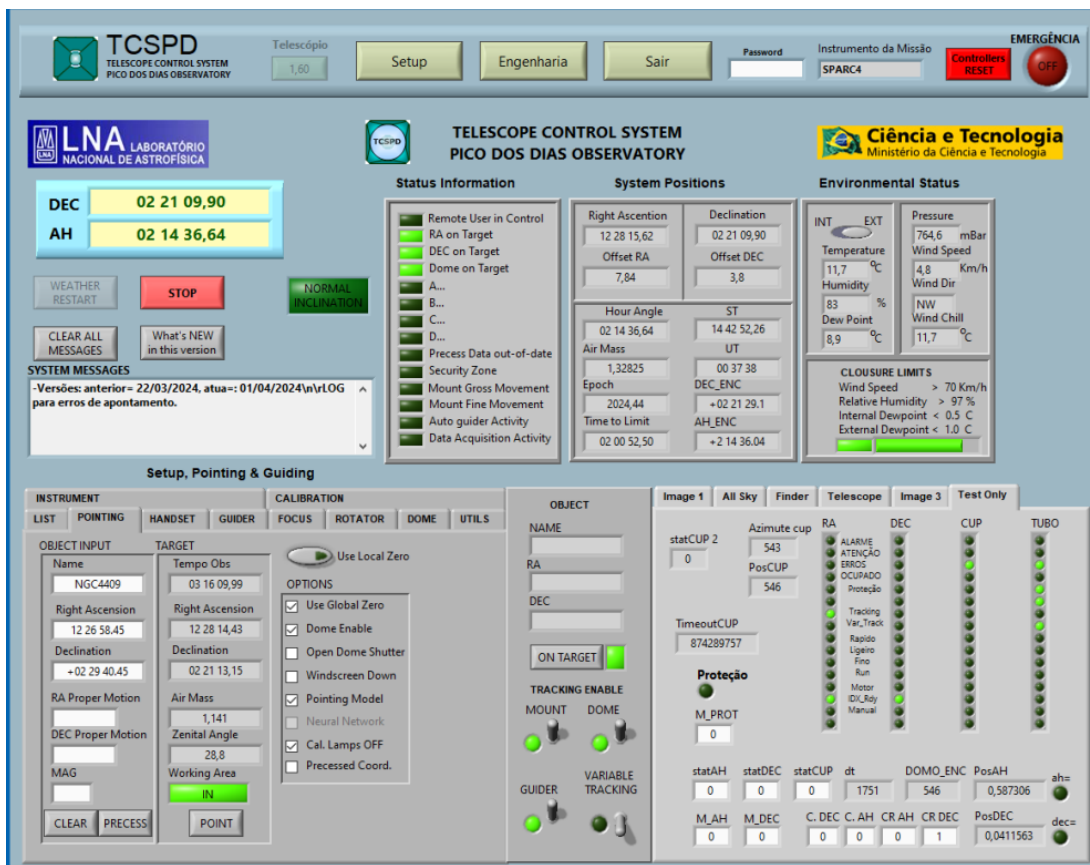 TCSPD
TELESCOPE CONTROL SYSTEM
PICO DOS DIAS OBSERVATORY
Telescópio
1,60
Setup
Engenharia
Sair
Password
Instrumento da Missão
SPARC4
Controllers
RESET
EMERGÊNCIA
OFF
LNA LABORATÓRIO
NACIONAL DE ASTROFÍSICA
LNA
TCSPD
TELESCOPE CONTROL SYSTEM
PICO DOS DIAS OBSERVATORY
Ciência e Tecnologia
Ministério da Ciência e Tecnologia
DEC 02 21 09,90
AH 02 14 36,64
WEATHER
RESTART
STOP
NORMAL
INCLINATION
CLEAR ALL
MESSAGES
What's NEW
in this version
SYSTEM MESSAGES
-Versões: anterior= 22/03/2024, atua=: 01/04/2024\n\rLOG
para erros de apontamento.
Status Information
Remote User in Control
RA on Target
DEC on Target
Dome on Target
A...
B...
C...
D...
Precess Data out-of-date
Security Zone
Mount Gross Movement
Mount Fine Movement
Auto guider Activity
Data Acquisition Activity
System Positions
Right Ascention Declination
12 28 15,62 02 21 09,90
Offset RA Offset DEC
7,84 3,8
Hour Angle ST
02 14 36,64 14 42 52,26
Air Mass UT
1,32825 00 37 38
Epoch DEC_ENC
2024,44 +02 21 29.1
Time to Limit AH_ENC
02 00 52,50 +2 14 36.04
Environmental Status
INT EXT
Temperature
11,7 ºC
Humidity
83 %
Dew Point
8,9 ºC
Pressure
764,6 mBar
Wind Speed
4,8 Km/h
Wind Dir
NW
Wind Chill
11,7 ºC
CLOUSURE LIMITS
Wind Speed > 70 Km/h
Relative Humidity > 97 %
Internal Dewpoint < 0.5 C
External Dewpoint < 1.0 C
Setup, Pointing & Guiding
INSTRUMENT CALIBRATION
LIST POINTING HANDSET GUIDER FOCUS ROTATOR DOME UTILS
OBJECT INPUT
Name
NGC4409
Right Ascension
12 26 58.45
Declination
+02 29 40.45
RA Proper Motion
DEC Proper Motion
MAG
CLEAR PRECESS
TARGET
Tempo Obs
03 16 09,99
Right Ascension
12 28 14,43
Declination
02 21 13,15
Air Mass
1,141
Zenital Angle
28,8
Working Area
IN
POINT
Use Local Zero
OPTIONS
Use Global Zero
Dome Enable
Open Dome Shutter
Windscreen Down
Pointing Model
Neural Network
Cal. Lamps OFF
Precessed Coord.
OBJECT
NAME
RA
DEC
ON TARGET
TRACKING ENABLE
MOUNT DOME
GUIDER VARIABLE
TRACKING
Image 1 All Sky Finder Telescope Image 3 Test Only
statCUP 2
0
Azimute cup
543
PosCUP
546
TimeoutCUP
874289757
Proteção
M_PROT
0
RA DEC CUP TUBO
ALARME
ATENÇÃO
ERROS
OCUPADO
Proteção
Tracking
Var_Track
Rapido
Ligeiro
Fino
Run
Motor
IDX_Rdy
Manual
statAH statDEC statCUP dt DOMO_ENC PosAH ah=
0 0 0 1751 546 0,587306
M_AH M_DEC C. DEC C. AH CR AH CR DEC PosDEC dec=
0 0 0 0 0 1 0,0411563